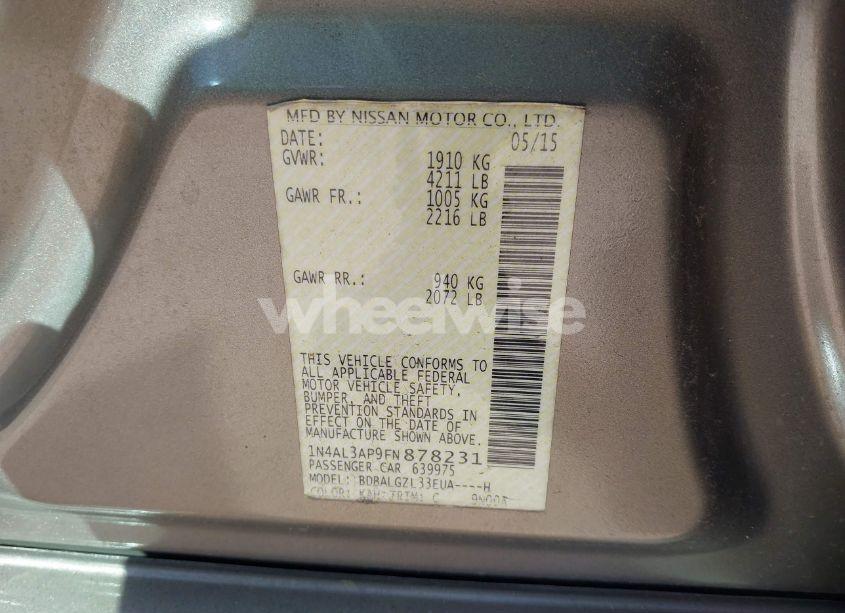 MFD BY NISSAN MOTOR CO., LTD.
DATE: 05/15
GVWR: 1910 KG
4211 LB
GAWR FR.: 1005 KG
2216 LB
GAWR RR.: 940 KG
2072 LB
wheelwise
THIS VEHICLE CONFORMS TO
ALL APPLICABLE FEDERAL
MOTOR VEHICLE SAFETY,
BUMPER, AND THEFT
PREVENTION STANDARDS IN
EFFECT ON THE DATE OF
MANUFACTURE SHOWN ABOVE.
1N4AL3AP9FN878231
PASSENGER CAR 639975
MODEL: BDBALGZL33EUA----H
COLOR: KAH TRIM: C